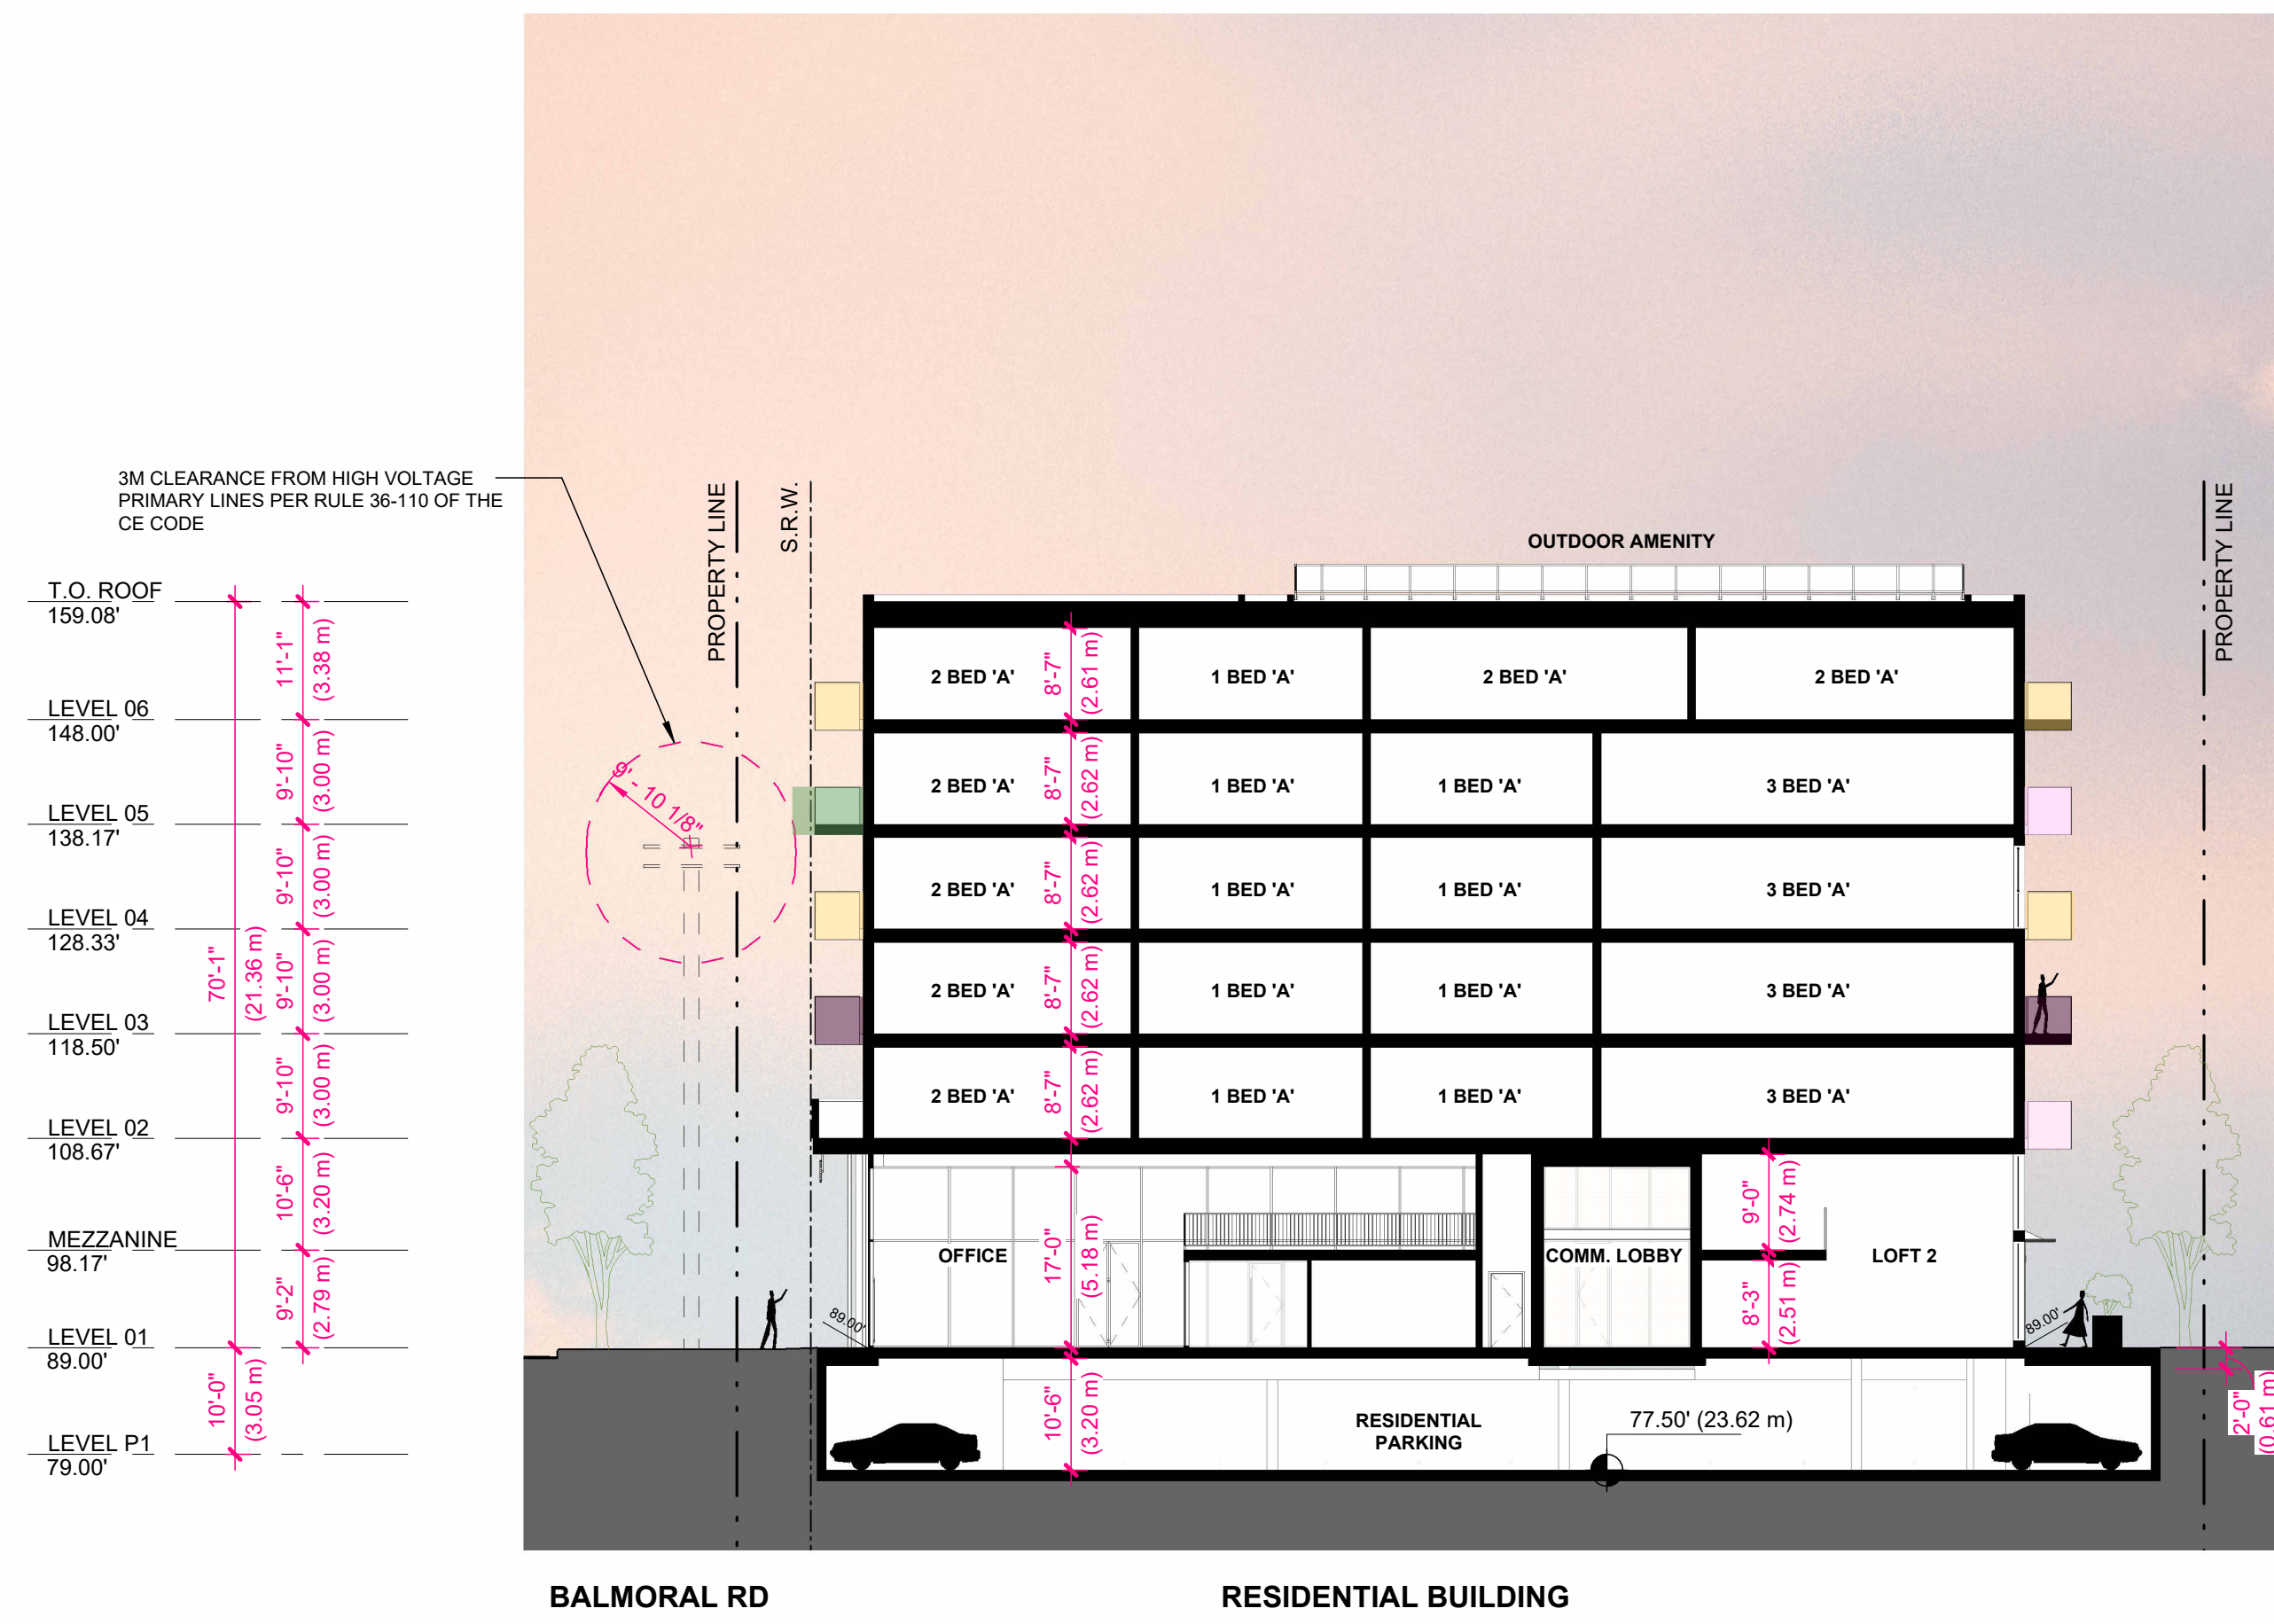 3M CLEARANCE FROM HIGH VOLTAGE
PRIMARY LINES PER RULE 36-110 OF THE
CE CODE
PROPERTY LINE
S.R.W.
PROPERTY LINE
OUTDOOR AMENITY
T.O. ROOF
159.08'
11'-1"
(3.38 m)
2 BED 'A'
8'-7"
(2.61 m)
1 BED 'A'
2 BED 'A'
2 BED 'A'
LEVEL 06
148.00'
9'-10"
(3.00 m)
9' - 10 1/8"
2 BED 'A'
8'-7"
(2.62 m)
1 BED 'A'
1 BED 'A'
3 BED 'A'
LEVEL 05
138.17'
9'-10"
(3.00 m)
2 BED 'A'
8'-7"
(2.62 m)
1 BED 'A'
1 BED 'A'
3 BED 'A'
LEVEL 04
128.33'
70'-1"
(21.36 m)
9'-10"
(3.00 m)
2 BED 'A'
8'-7"
(2.62 m)
1 BED 'A'
1 BED 'A'
3 BED 'A'
LEVEL 03
118.50'
9'-10"
(3.00 m)
2 BED 'A'
8'-7"
(2.62 m)
1 BED 'A'
1 BED 'A'
3 BED 'A'
LEVEL 02
108.67'
10'-6"
(3.20 m)
9'-0"
(2.74 m)
MEZZANINE
98.17'
OFFICE
17'-0"
(5.18 m)
COMM. LOBBY
LOFT 2
9'-2"
(2.79 m)
8'-3"
(2.51 m)
89.00'
89.00'
LEVEL 01
89.00'
10'-0"
(3.05 m)
10'-6"
(3.20 m)
RESIDENTIAL
PARKING
77.50' (23.62 m)
2'-0"
(0.61 m)
LEVEL P1
79.00'
BALMORAL RD
RESIDENTIAL BUILDING